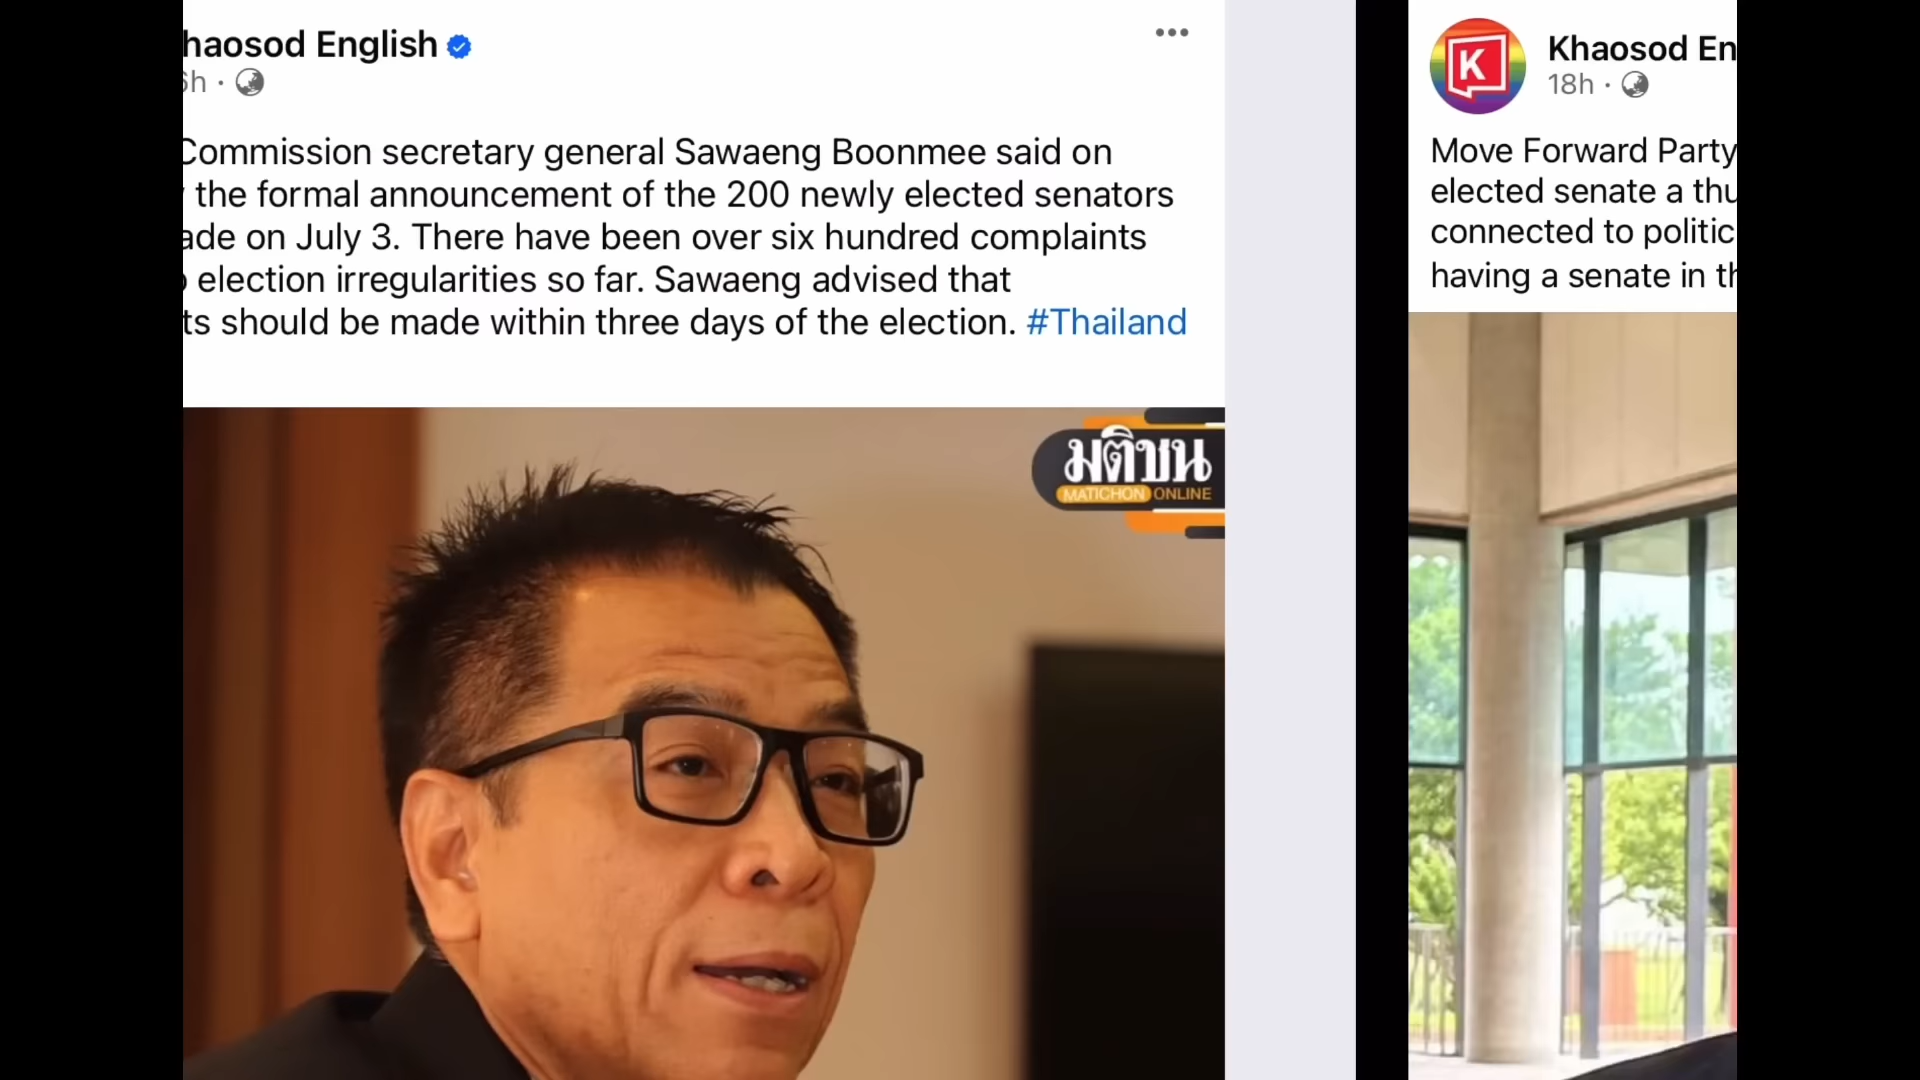 haosod English
6h
Commission secretary general Sawaeng Boonmee said on
the formal announcement of the 200 newly elected senators
ade on July 3. There have been over six hundred complaints
election irregularities so far. Sawaeng advised that
ts should be made within three days of the election. #Thailand
มติชน
MATICHON ONLINE
K
Khaosod En
18h
Move Forward Party
elected senate a thu
connected to politic
having a senate in th